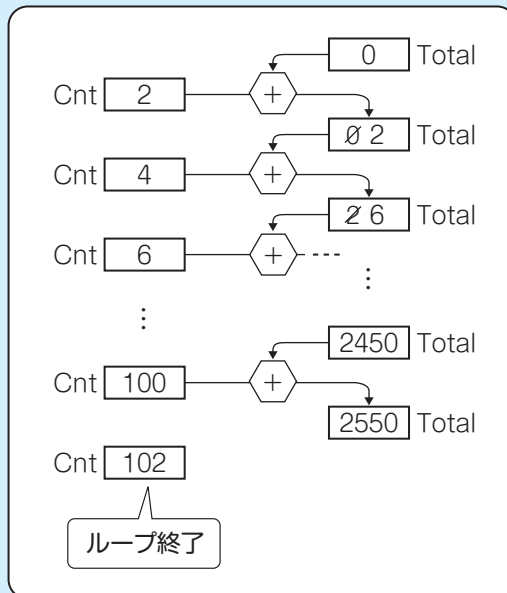 0 Total
Cnt 2 +
0 2 Total
Cnt 4 +
2 6 Total
Cnt 6 + ----
⋮
⋮
2450 Total
Cnt 100 +
2550 Total
Cnt 102
ループ終了